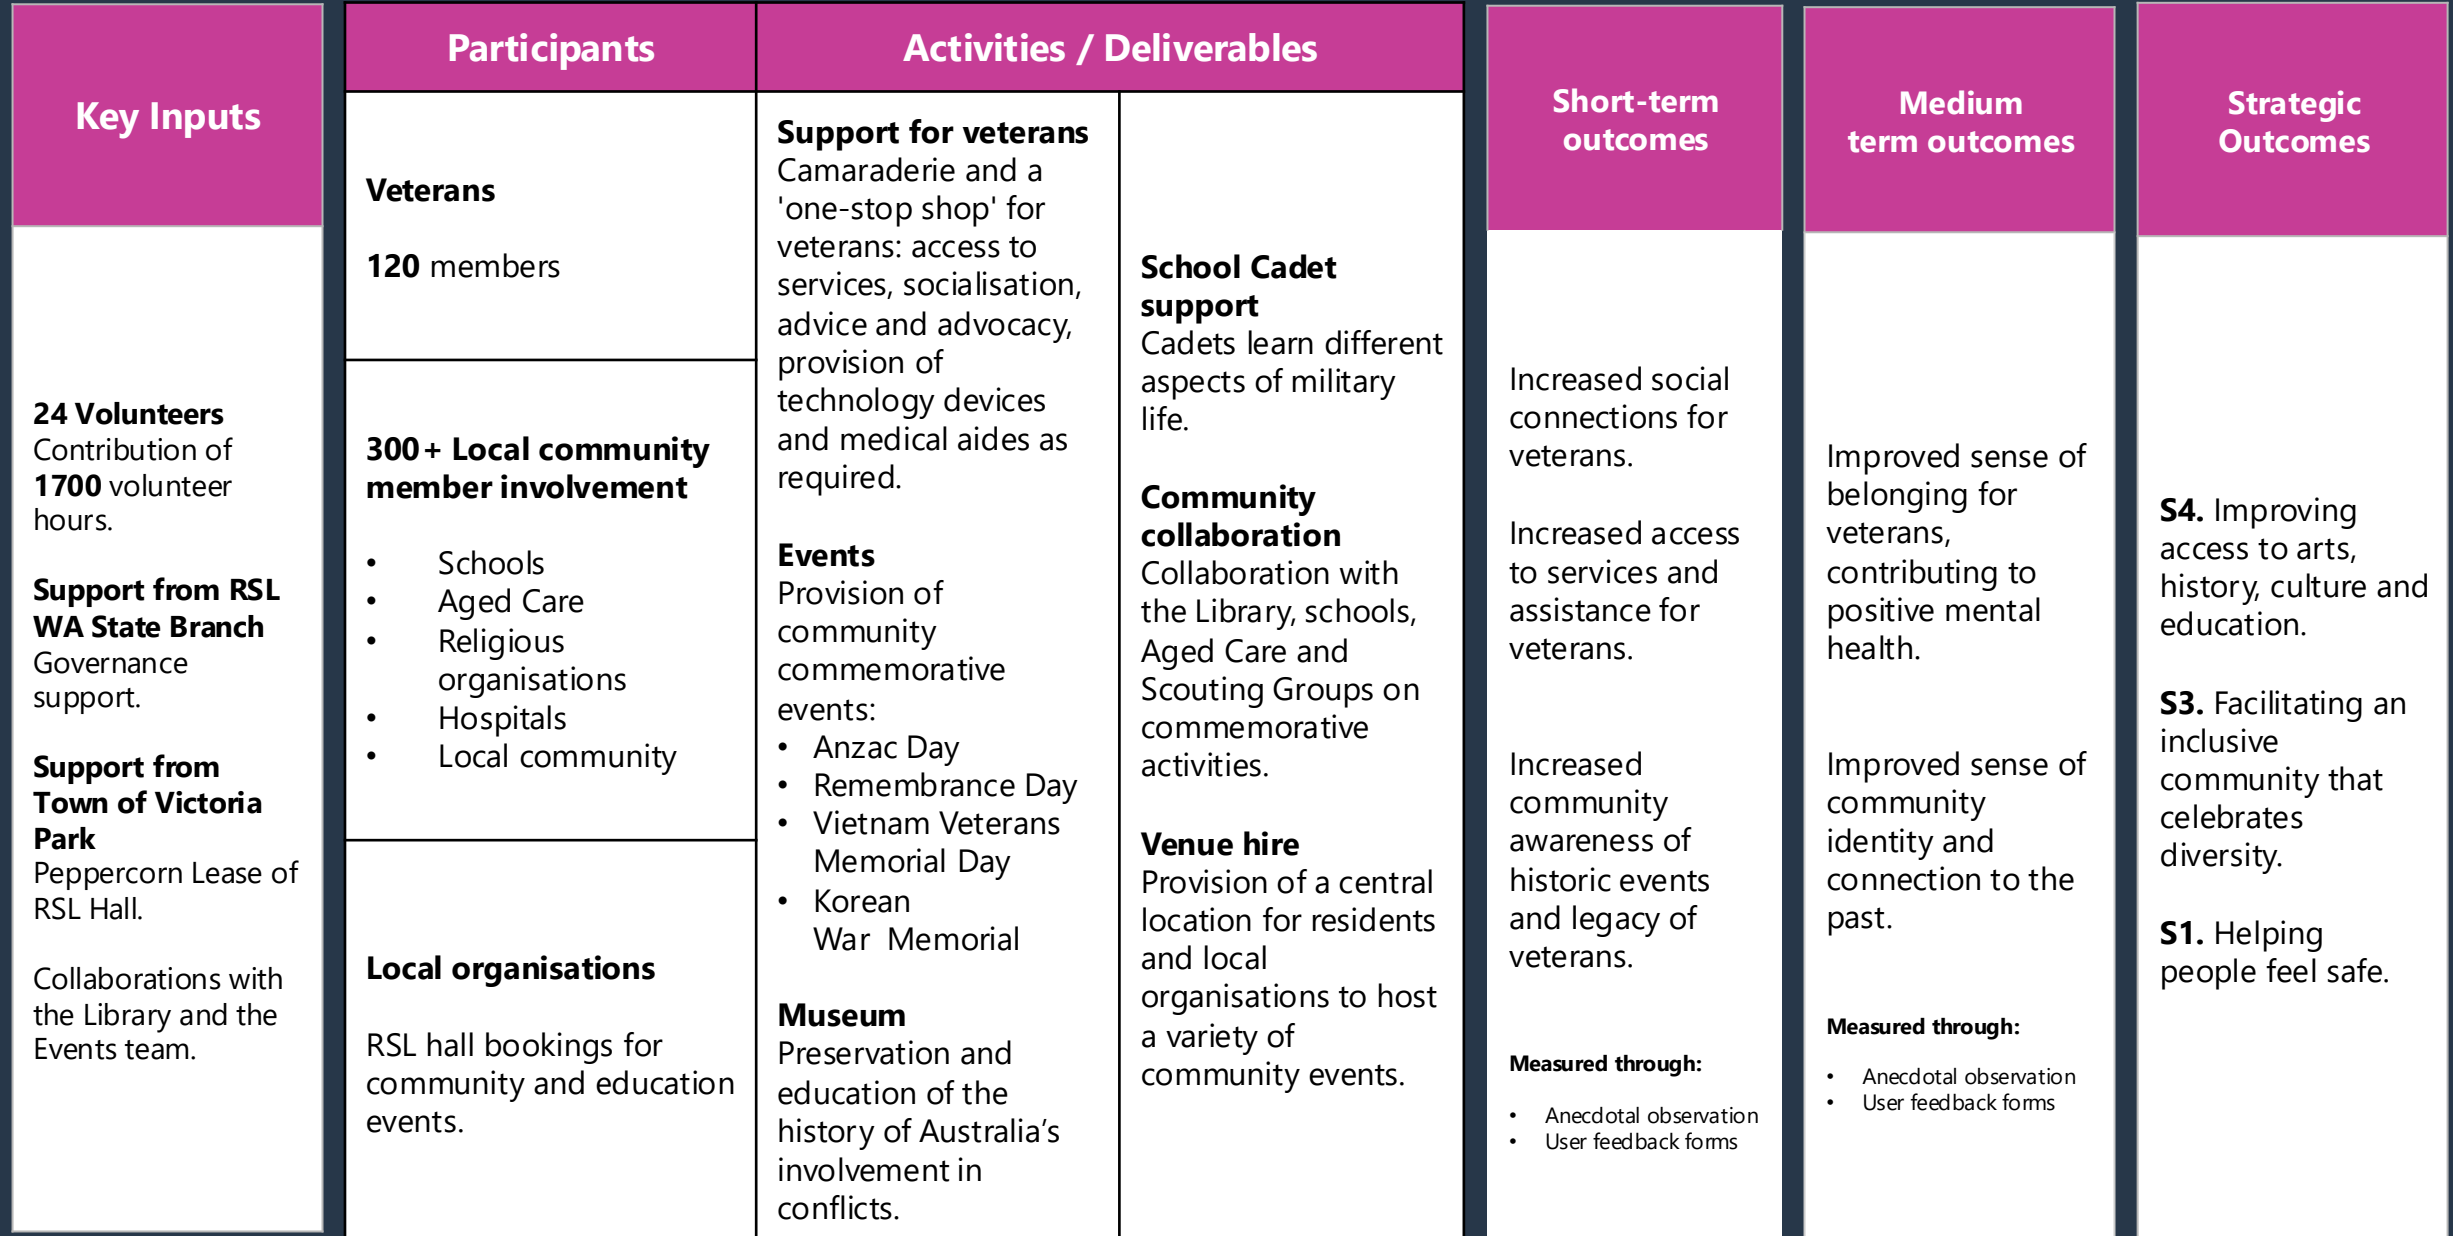 Key Inputs
24 Volunteers
Contribution of
1700 volunteer
hours.
Support from RSL
WA State Branch
Governance
support.
Support from
Town of Victoria
Park
Peppercorn Lease of
RSL Hall.
Collaborations with
the Library and the
Events team.
Participants
Veterans
120 members
300+ Local community
member involvement
• Schools
• Aged Care
• Religious
organisations
• Hospitals
• Local community
Local organisations
RSL hall bookings for
community and education
events.
Activities / Deliverables
Support for veterans
Camaraderie and a
'one-stop shop' for
veterans: access to
services, socialisation,
advice and advocacy,
provision of
technology devices
and medical aides as
required.
Events
Provision of
community
commemorative
events:
• Anzac Day
• Remembrance Day
• Vietnam Veterans
Memorial Day
• Korean
War Memorial
Museum
Preservation and
education of the
history of Australia’s
involvement in
conflicts.
School Cadet
support
Cadets learn different
aspects of military
life.
Community
collaboration
Collaboration with
the Library, schools,
Aged Care and
Scouting Groups on
commemorative
activities.
Venue hire
Provision of a central
location for residents
and local
organisations to host
a variety of
community events.
Short-term
outcomes
Increased social
connections for
veterans.
Increased access
to services and
assistance for
veterans.
Increased
community
awareness of
historic events
and legacy of
veterans.
Measured through:
• Anecdotal observation
• User feedback forms
Medium
term outcomes
Improved sense of
belonging for
veterans,
contributing to
positive mental
health.
Improved sense of
community
identity and
connection to the
past.
Measured through:
• Anecdotal observation
• User feedback forms
Strategic
Outcomes
S4. Improving
access to arts,
history, culture and
education.
S3. Facilitating an
inclusive
community that
celebrates
diversity.
S1. Helping
people feel safe.